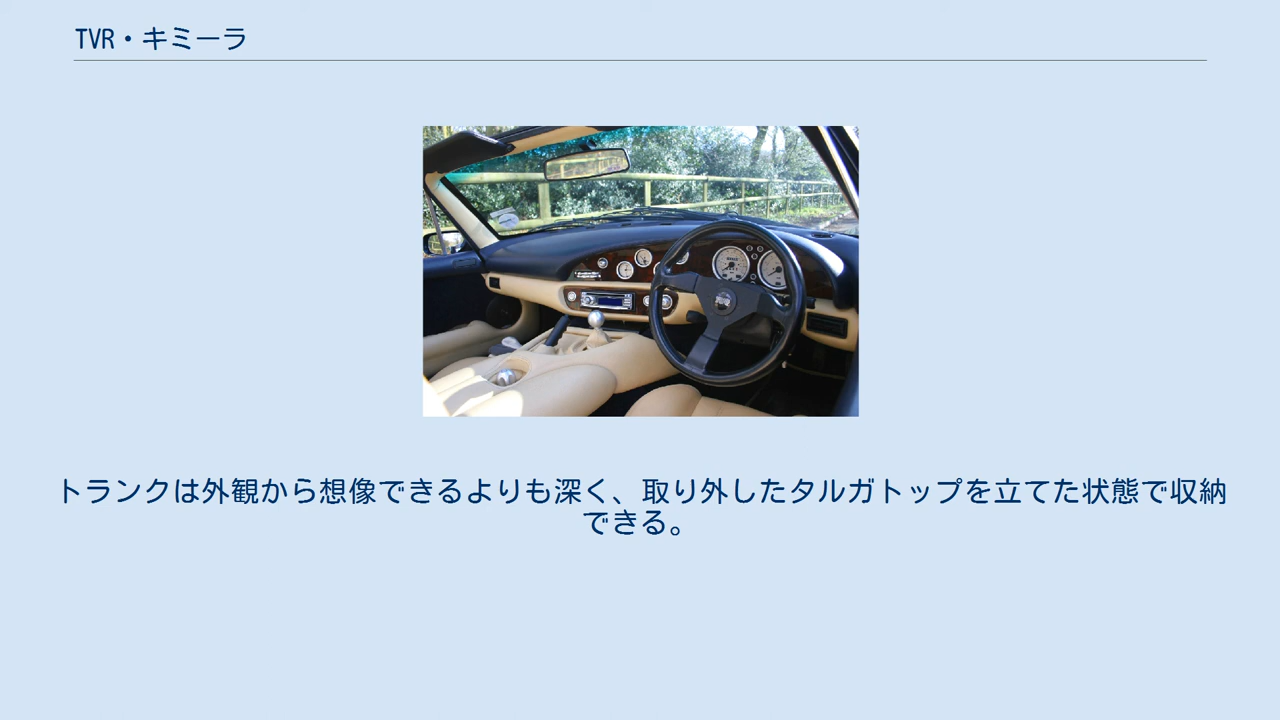 TVR・キミーラ
トランクは外観から想像できるよりも深く、取り外したタルガトップを立てた状態で収納
できる。